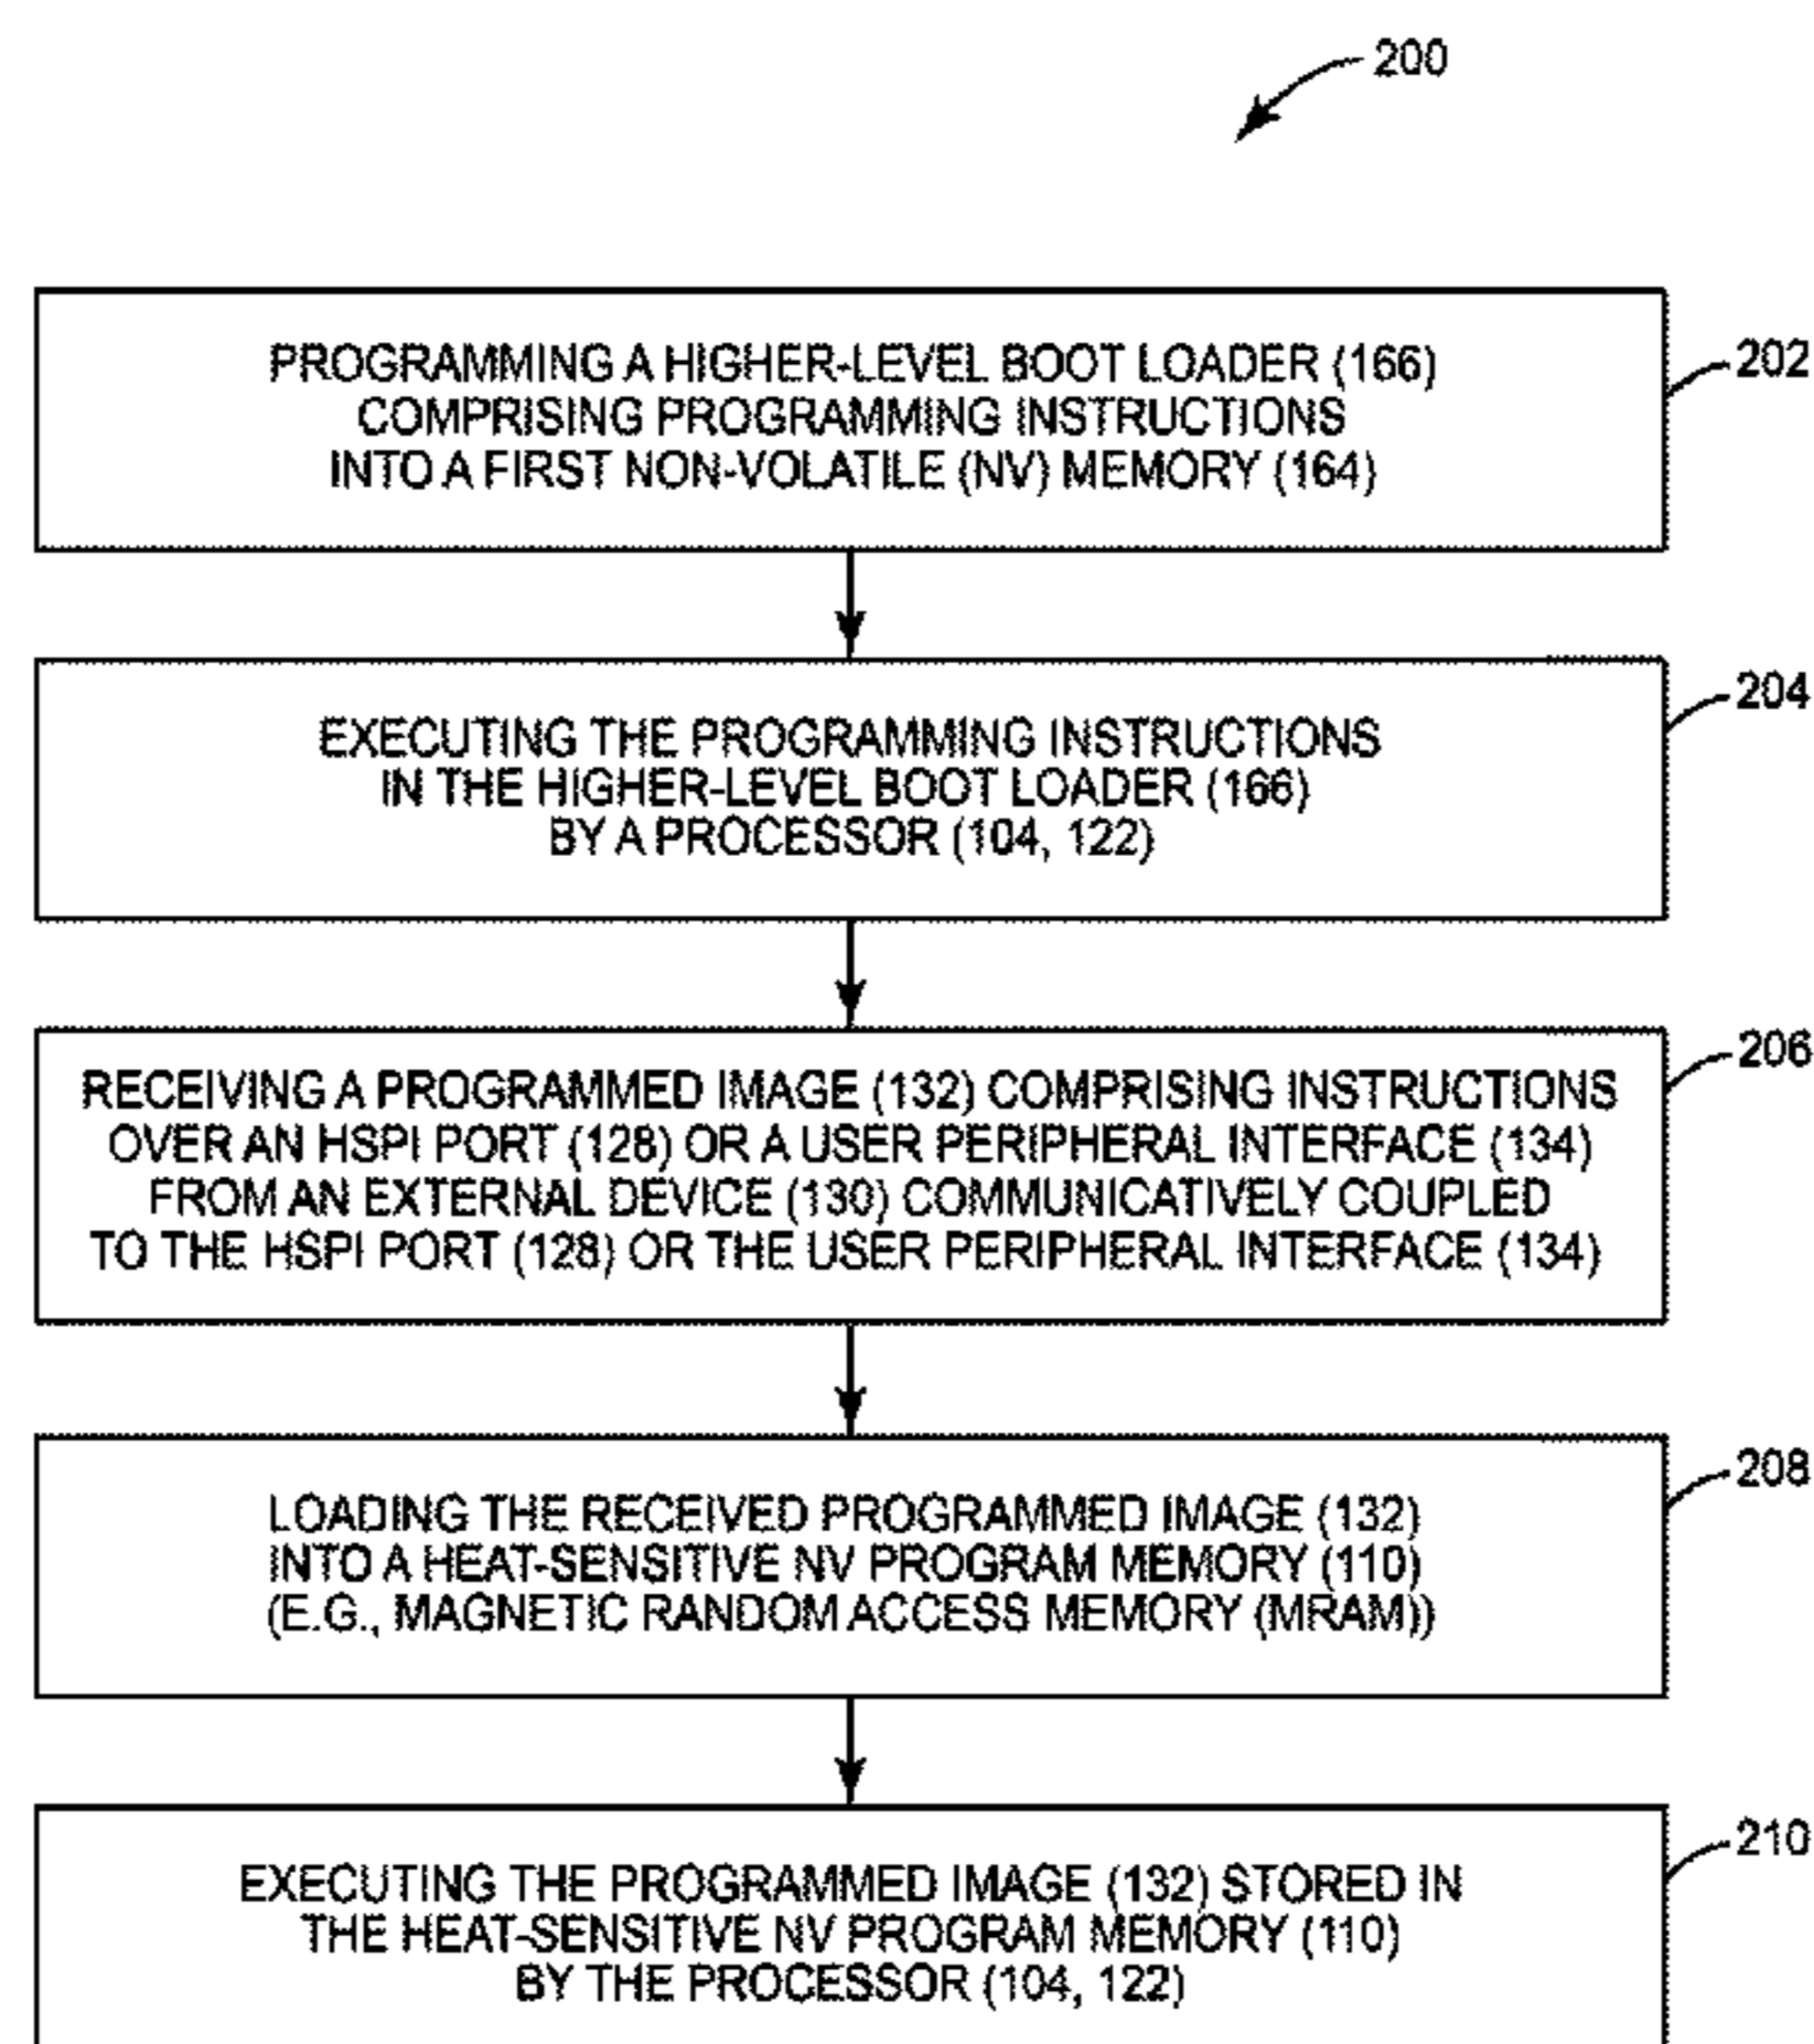 200
PROGRAMMING A HIGHER-LEVEL BOOT LOADER (166)
COMPRISING PROGRAMMING INSTRUCTIONS
INTO A FIRST NON-VOLATILE (NV) MEMORY (164)
202
EXECUTING THE PROGRAMMING INSTRUCTIONS
IN THE HIGHER-LEVEL BOOT LOADER (166)
BY A PROCESSOR (104, 122)
204
RECEIVING A PROGRAMMED IMAGE (132) COMPRISING INSTRUCTIONS
OVER AN HSPI PORT (128) OR A USER PERIPHERAL INTERFACE (134)
FROM AN EXTERNAL DEVICE (130) COMMUNICATIVELY COUPLED
TO THE HSPI PORT (128) OR THE USER PERIPHERAL INTERFACE (134)
206
LOADING THE RECEIVED PROGRAMMED IMAGE (132)
INTO A HEAT-SENSITIVE NV PROGRAM MEMORY (110)
(E.G., MAGNETIC RANDOM ACCESS MEMORY (MRAM))
208
EXECUTING THE PROGRAMMED IMAGE (132) STORED IN
THE HEAT-SENSITIVE NV PROGRAM MEMORY (110)
BY THE PROCESSOR (104, 122)
210